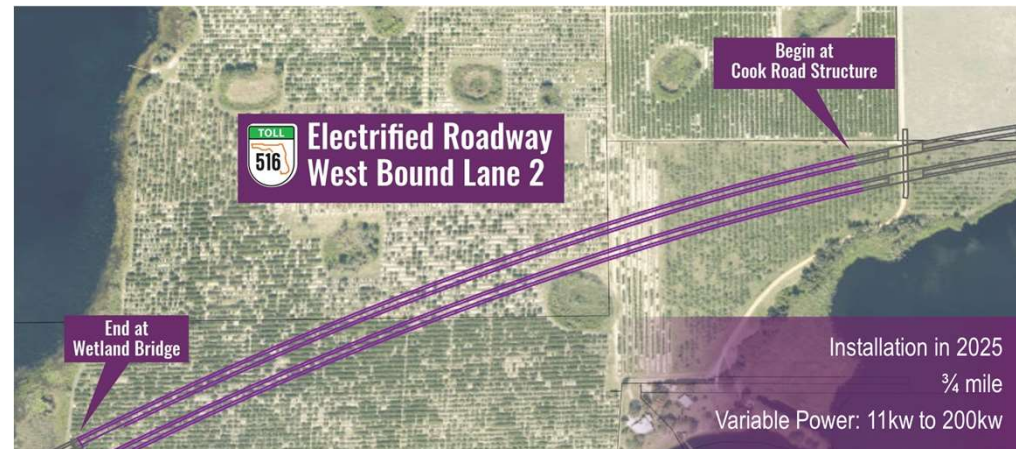 Begin at
Cook Road Structure
TOLL
516
Electrified Roadway
West Bound Lane 2
End at
Wetland Bridge
Installation in 2025
¾ mile
Variable Power: 11kw to 200kw